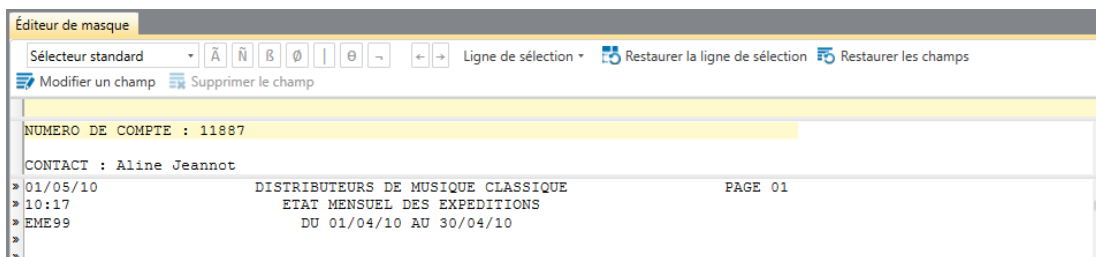 Éditeur de masque
Sélecteur standard Ã Ñ ß Ø | θ ¬ ← → Ligne de sélection Restaurer la ligne de sélection Restaurer les champs
Modifier un champ Supprimer le champ
NUMERO DE COMPTE : 11887
CONTACT : Aline Jeannot
» 01/05/10 DISTRIBUTEURS DE MUSIQUE CLASSIQUE PAGE 01
» 10:17 ETAT MENSUEL DES EXPEDITIONS
» EME99 DU 01/04/10 AU 30/04/10
»
»